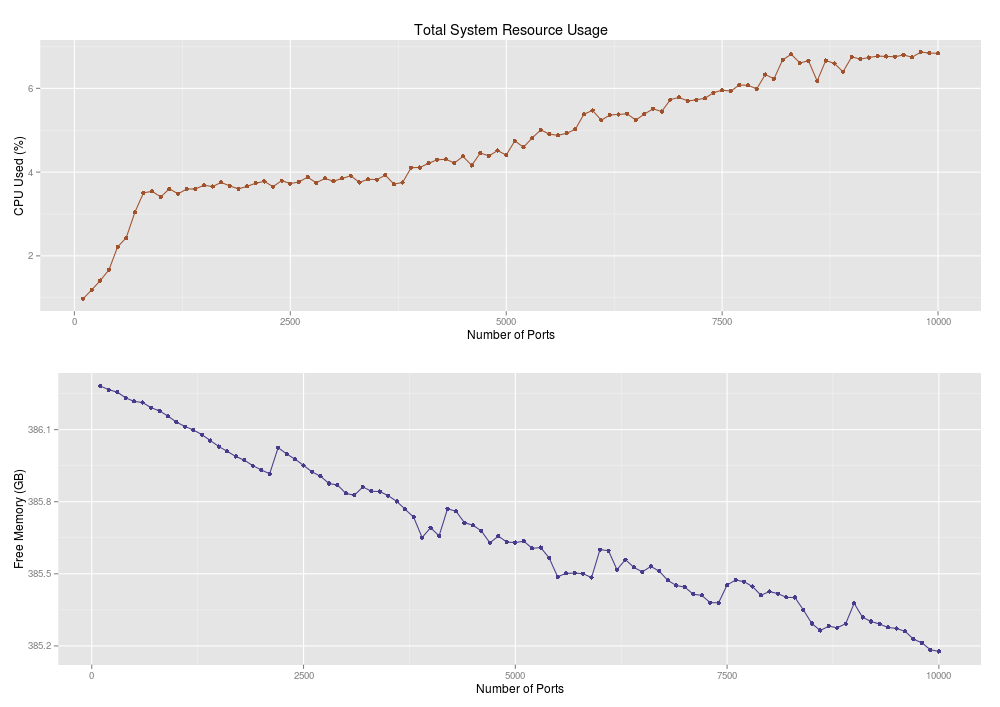 Total System Resource Usage
6
4
2
CPU Used (%)
0 2500 5000 7500 10000
Number of Ports
386.1
385.8
385.5
385.2
Free Memory (GB)
0 2500 5000 7500 10000
Number of Ports